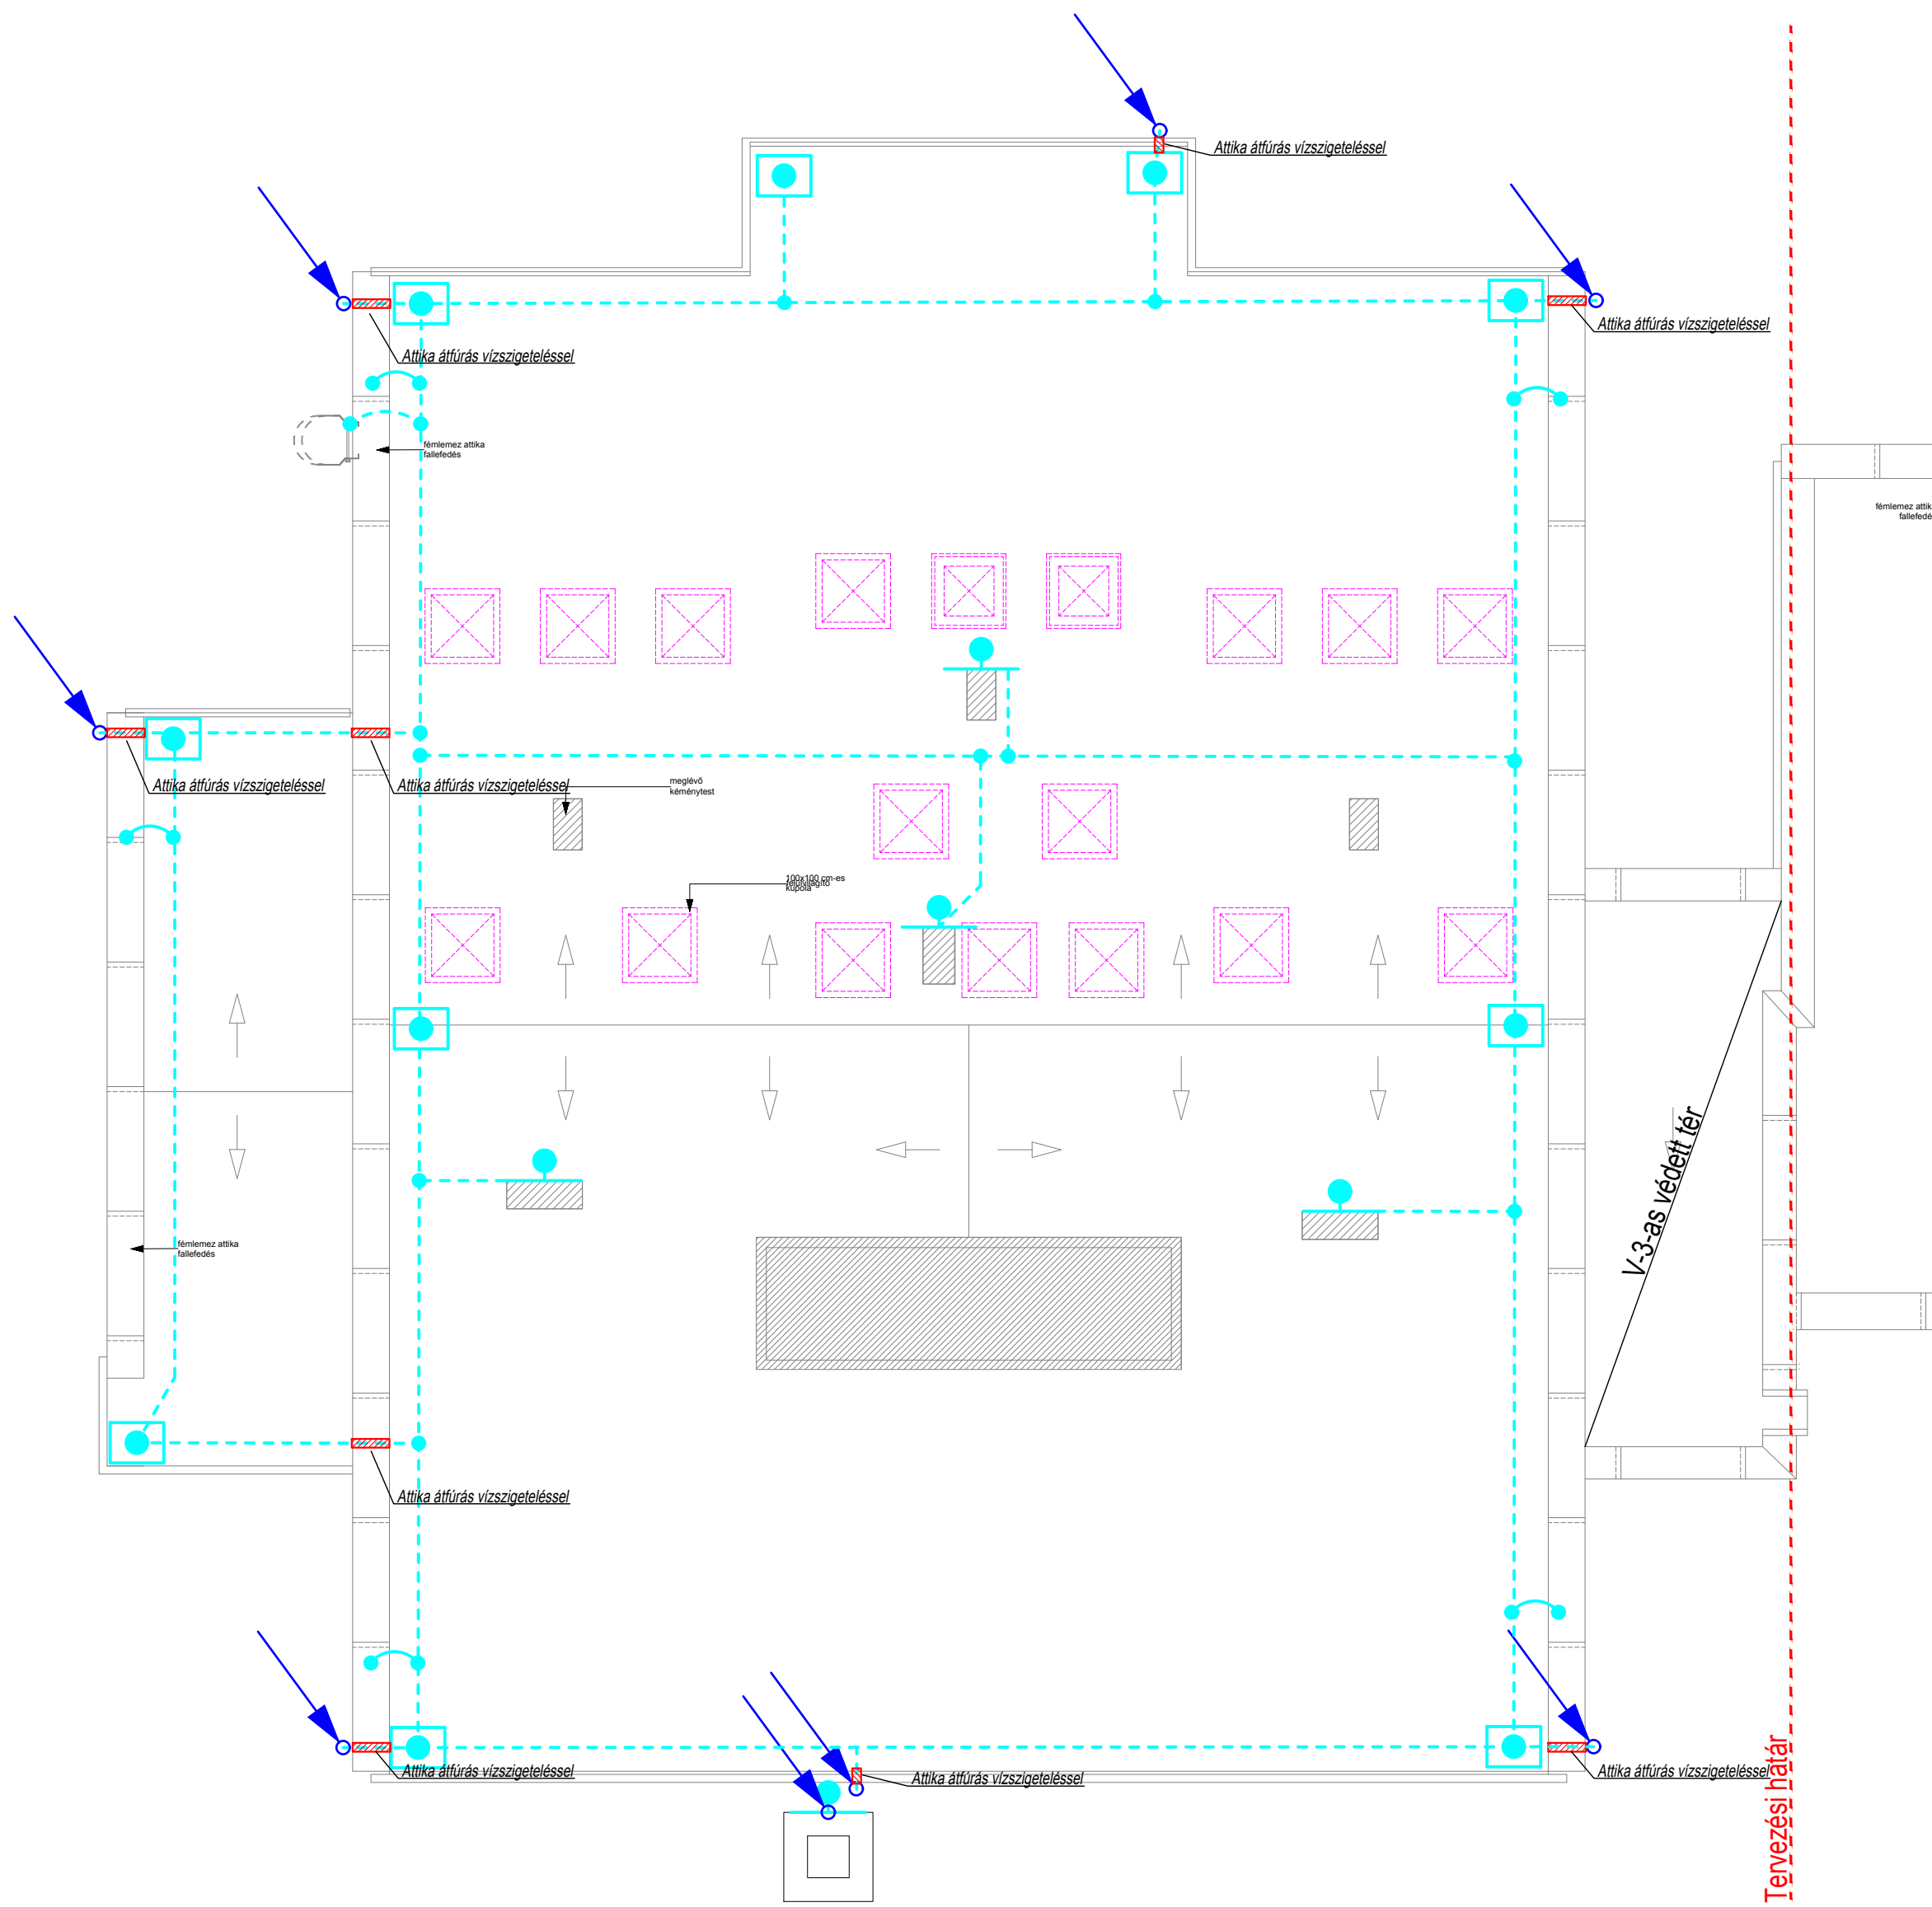 Attika átfúrás vízszigeteléssel
Attika átfúrás vízszigeteléssel
Attika átfúrás vízszigeteléssel
fémlemez attika
fallefedés
fémlemez attik
fallefedé
Attika átfúrás vízszigeteléssel
Attika átfúrás vízszigeteléssel
meglévő
kéménytest
100x100 cm-es
felülvilágító
kupola
V-3-as védett tér
fémlemez attika
fallefedés
Attika átfúrás vízszigeteléssel
Attika átfúrás vízszigeteléssel
Attika átfúrás vízszigeteléssel
Attika átfúrás vízszigeteléssel
Tervezési határ